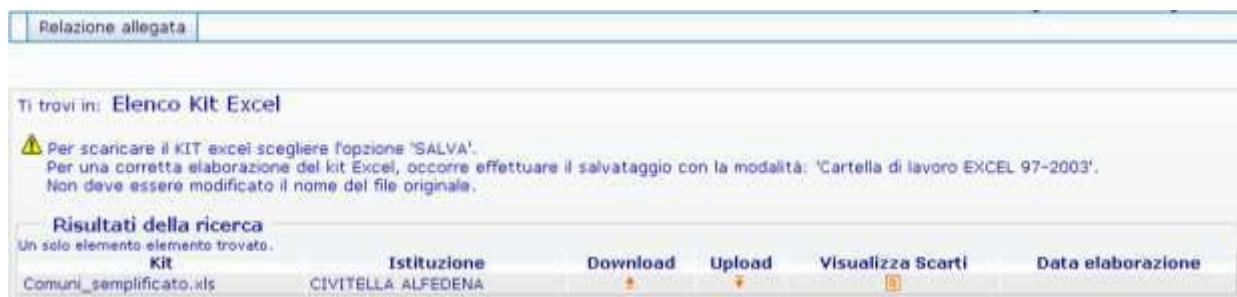 Relazione allegata
Ti trovi in: Elenco Kit Excel
Per scaricare il KIT excel scegliere l'opzione 'SALVA'.
Per una corretta elaborazione del kit Excel, occorre effettuare il salvataggio con la modalità: 'Cartella di lavoro EXCEL 97-2003'.
Non deve essere modificato il nome del file originale.
Risultati della ricerca
Un solo elemento elemento trovato.
Kit Istituzione Download Upload Visualizza Scarti Data elaborazione
Comuni_semplificato.xls CIVITELLA ALFEDENA